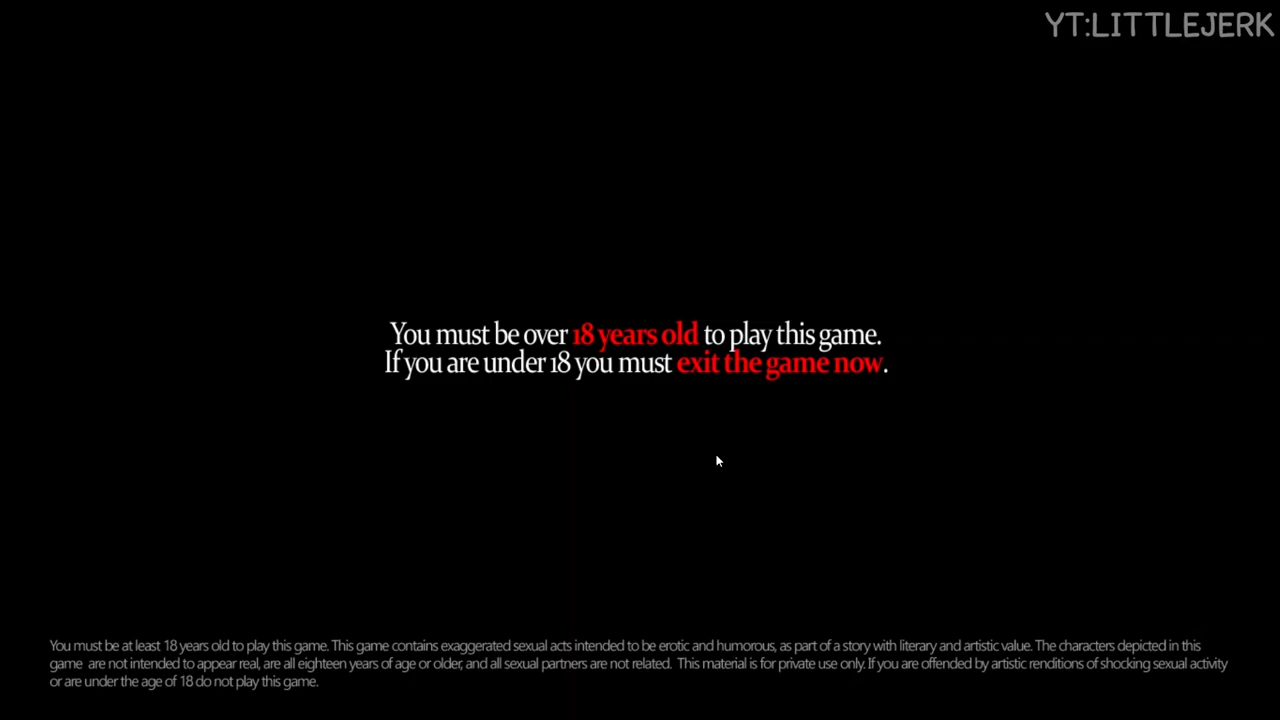 YT:LITTLEJERK
You must be over 18 years old to play this game.
If you are under 18 you must exit the game now.
You must be at least 18 years old to play this game. This game contains exaggerated sexual acts intended to be erotic and humorous, as part of a story with literary and artistic value. The characters depicted in this
game are not intended to appear real, are all eighteen years of age or older, and all sexual partners are not related. This material is for private use only. If you are offended by artistic renditions of shocking sexual activity
or are under the age of 18 do not play this game.